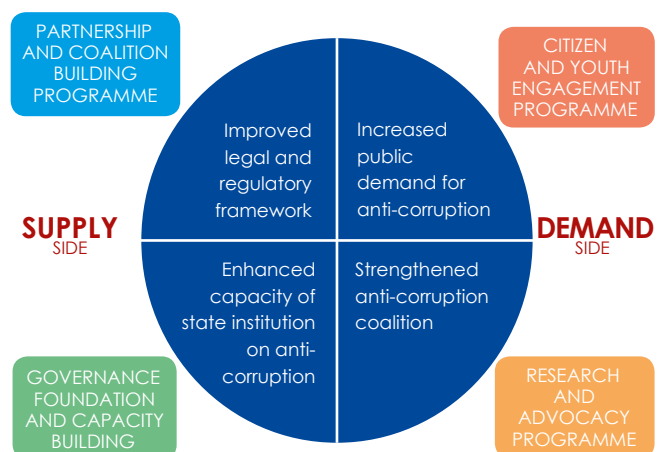 PARTNERSHIP
AND COALITION
BUILDING
PROGRAMME
CITIZEN
AND YOUTH
ENGAGEMENT
PROGRAMME
Improved
legal and
regulatory
framework
Increased
public
demand for
anti-corruption
SUPPLY
SIDE
DEMAND
SIDE
Enhanced
capacity of
state institution
on anti-
corruption
Strengthened
anti-corruption
coalition
GOVERNANCE
FOUNDATION
AND CAPACITY
BUILDING
RESEARCH
AND
ADVOCACY
PROGRAMME